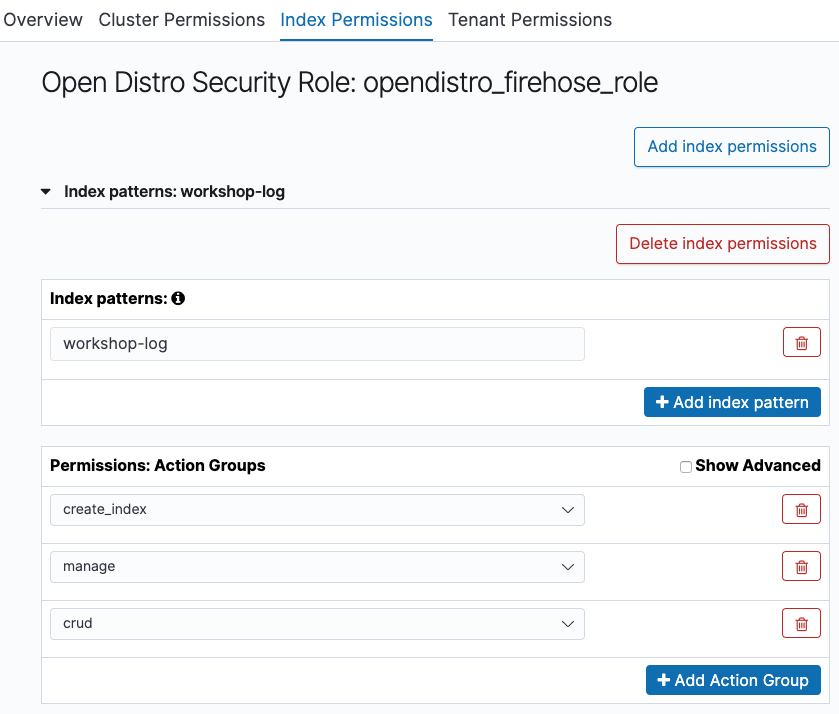 Overview Cluster Permissions Index Permissions Tenant Permissions
Open Distro Security Role: opendistro_firehose_role
Add index permissions
Index patterns: workshop-log
Delete index permissions
Index patterns:
workshop-log
Add index pattern
Permissions: Action Groups Show Advanced
create_index
manage
crud
Add Action Group